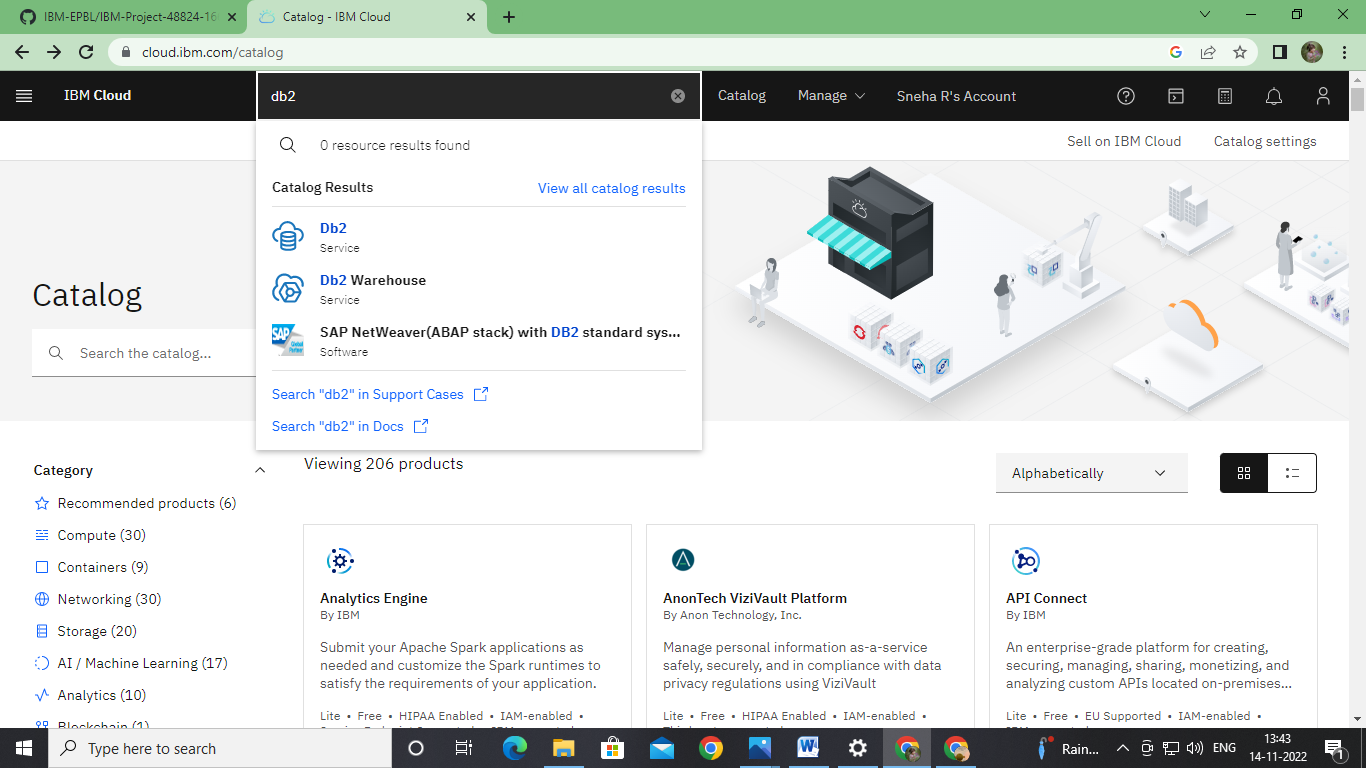 IBM-EPBL/IBM-Project-48824-16
Catalog - IBM Cloud
cloud.ibm.com/catalog
IBM Cloud
db2
Catalog
Manage
Sneha R's Account
0 resource results found
Sell on IBM Cloud
Catalog settings
Catalog Results
View all catalog results
Db2
Service
Db2 Warehouse
Service
SAP
SAP NetWeaver(ABAP stack) with DB2 standard sys...
Software
Search "db2" in Support Cases
Search "db2" in Docs
Catalog
Search the catalog...
Category
Recommended products (6)
Compute (30)
Containers (9)
Networking (30)
Storage (20)
AI / Machine Learning (17)
Analytics (10)
Blockchain (1)
Viewing 206 products
Alphabetically
Analytics Engine
By IBM
Submit your Apache Spark applications as
needed and customize the Spark runtimes to
satisfy the requirements of your application.
Lite • Free • HIPAA Enabled • IAM-enabled •
AnonTech ViziVault Platform
By Anon Technology, Inc.
Manage personal information as-a-service
safely, securely, and in compliance with data
privacy regulations using ViziVault
Lite • Free • HIPAA Enabled • IAM-enabled •
API Connect
By IBM
An enterprise-grade platform for creating,
securing, managing, sharing, monetizing, and
analyzing custom APIs located on-premises...
Lite • Free • EU Supported • IAM-enabled •
Type here to search
Rain...
ENG
13:43
14-11-2022
1